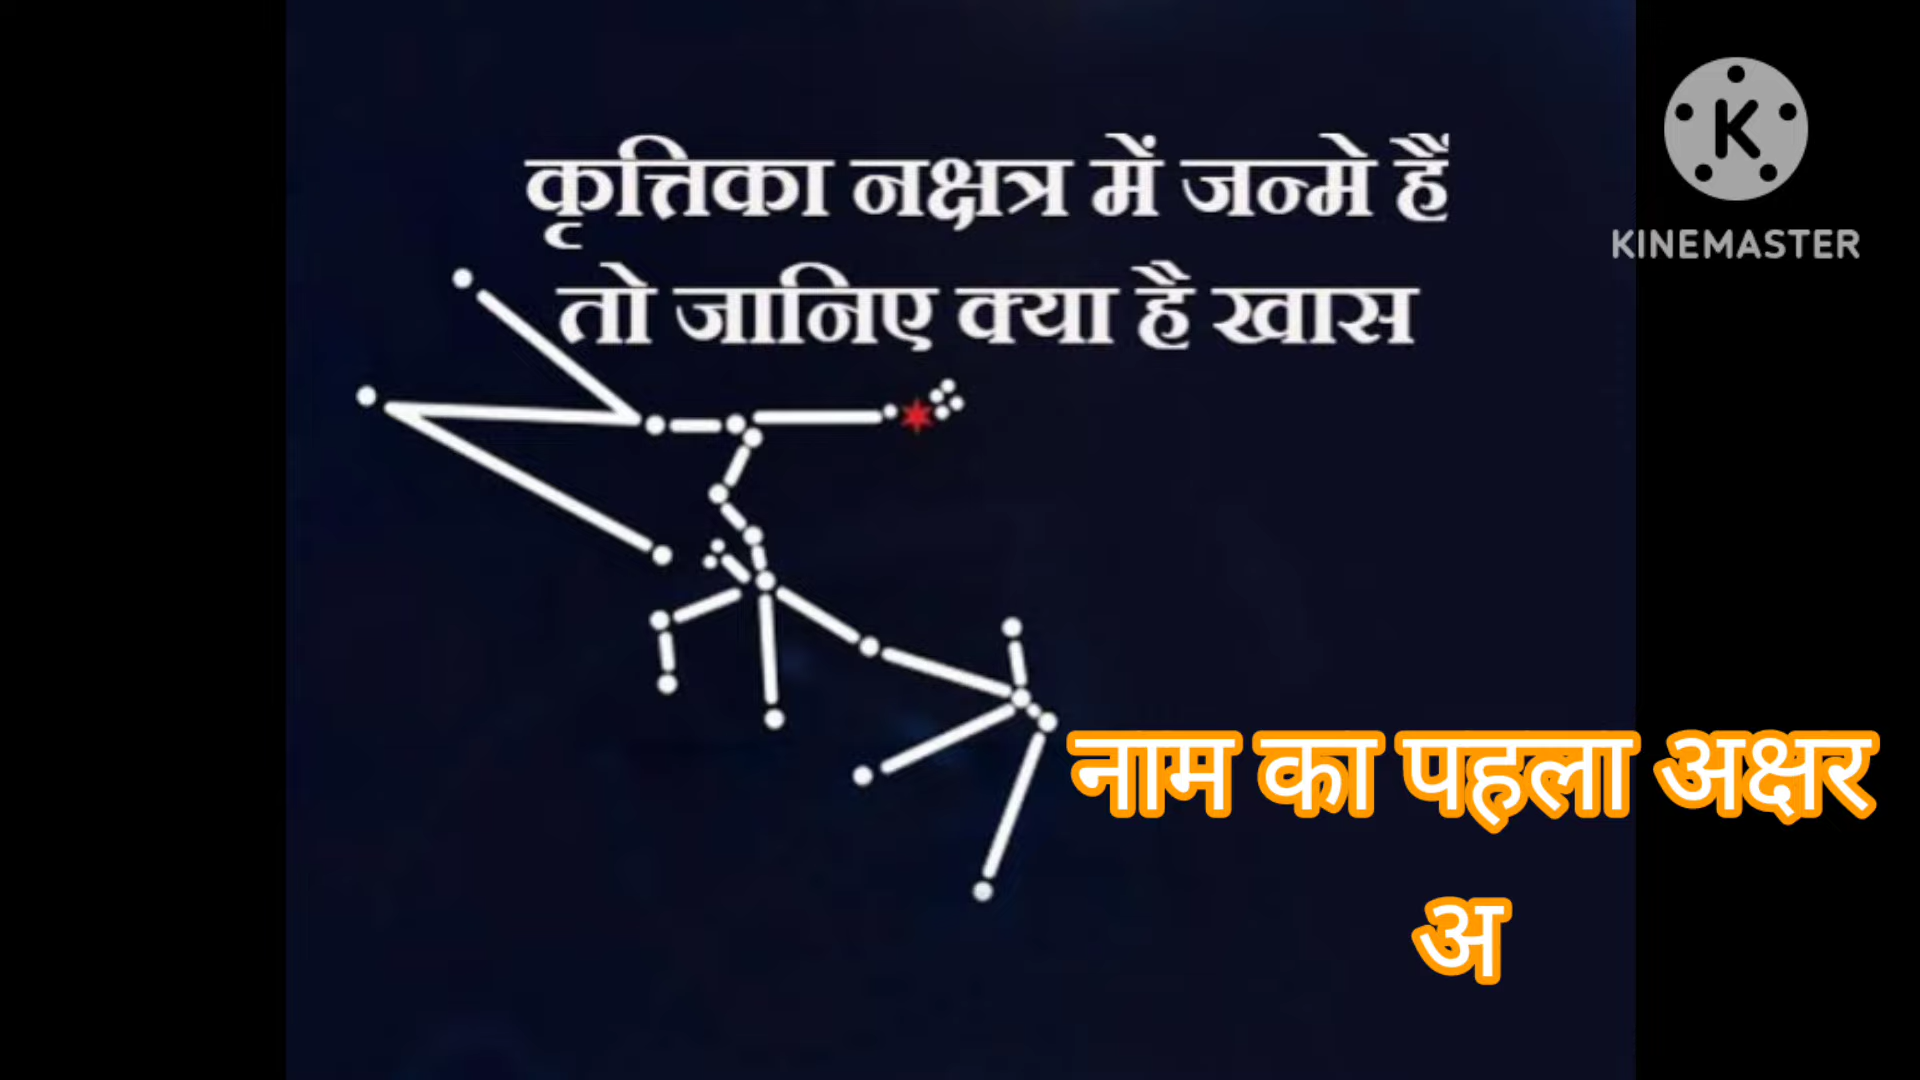 कृत्तिका नक्षत्र में जन्मे हैं
तो जानिए क्या है खास
K
KINEMASTER
नाम का पहला अक्षर
अ